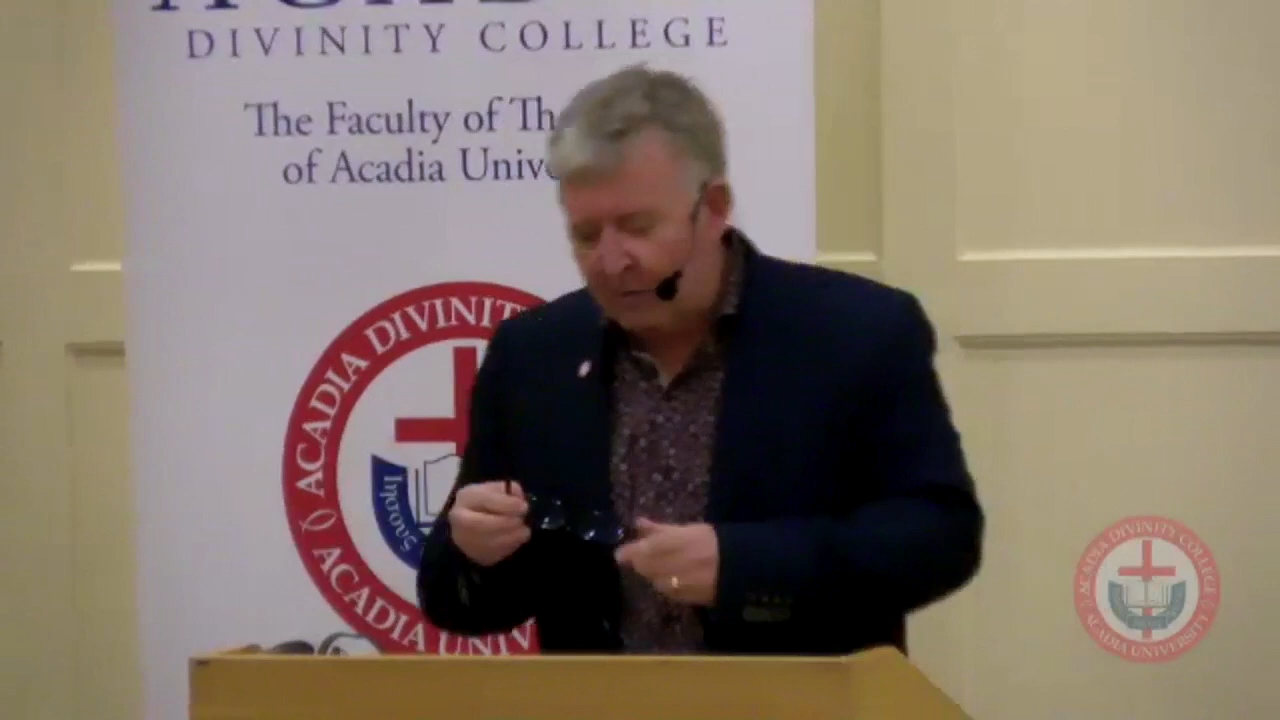 DIVINITY COLLEGE
The Faculty of Th
of Acadia Unive
ACADIA DIVINIT
ACADIA UNIV
ACADIA DIVINITY COLLEGE
ACADIA UNIVERSITY